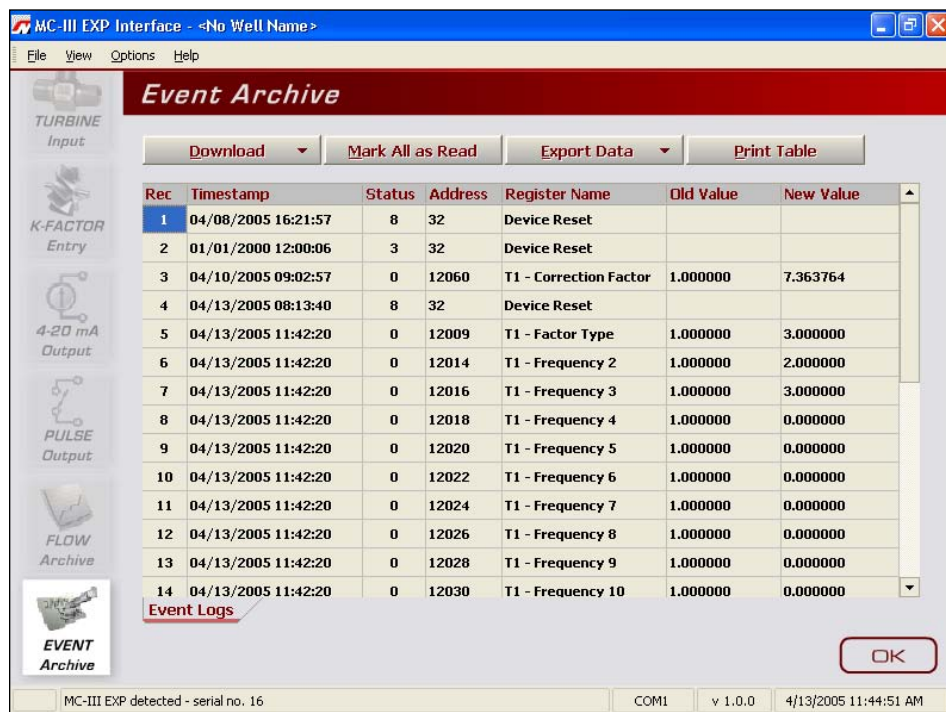 MC-III EXP Interface - <No Well Name>
File View Options Help
Event Archive
TURBINE
Input
K-FACTOR
Entry
4-20 mA
Output
PULSE
Output
FLOW
Archive
EVENT
Archive
Download Mark All as Read Export Data Print Table
Rec Timestamp Status Address Register Name Old Value New Value
1 04/08/2005 16:21:57 8 32 Device Reset
2 01/01/2000 12:00:06 3 32 Device Reset
3 04/10/2005 09:02:57 0 12060 T1 - Correction Factor 1.000000 7.363764
4 04/13/2005 08:13:40 8 32 Device Reset
5 04/13/2005 11:42:20 0 12009 T1 - Factor Type 1.000000 3.000000
6 04/13/2005 11:42:20 0 12014 T1 - Frequency 2 1.000000 2.000000
7 04/13/2005 11:42:20 0 12016 T1 - Frequency 3 1.000000 3.000000
8 04/13/2005 11:42:20 0 12018 T1 - Frequency 4 1.000000 0.000000
9 04/13/2005 11:42:20 0 12020 T1 - Frequency 5 1.000000 0.000000
10 04/13/2005 11:42:20 0 12022 T1 - Frequency 6 1.000000 0.000000
11 04/13/2005 11:42:20 0 12024 T1 - Frequency 7 1.000000 0.000000
12 04/13/2005 11:42:20 0 12026 T1 - Frequency 8 1.000000 0.000000
13 04/13/2005 11:42:20 0 12028 T1 - Frequency 9 1.000000 0.000000
14 04/13/2005 11:42:20 0 12030 T1 - Frequency 10 1.000000 0.000000
Event Logs
OK
MC-III EXP detected - serial no. 16 COM1 v 1.0.0 4/13/2005 11:44:51 AM